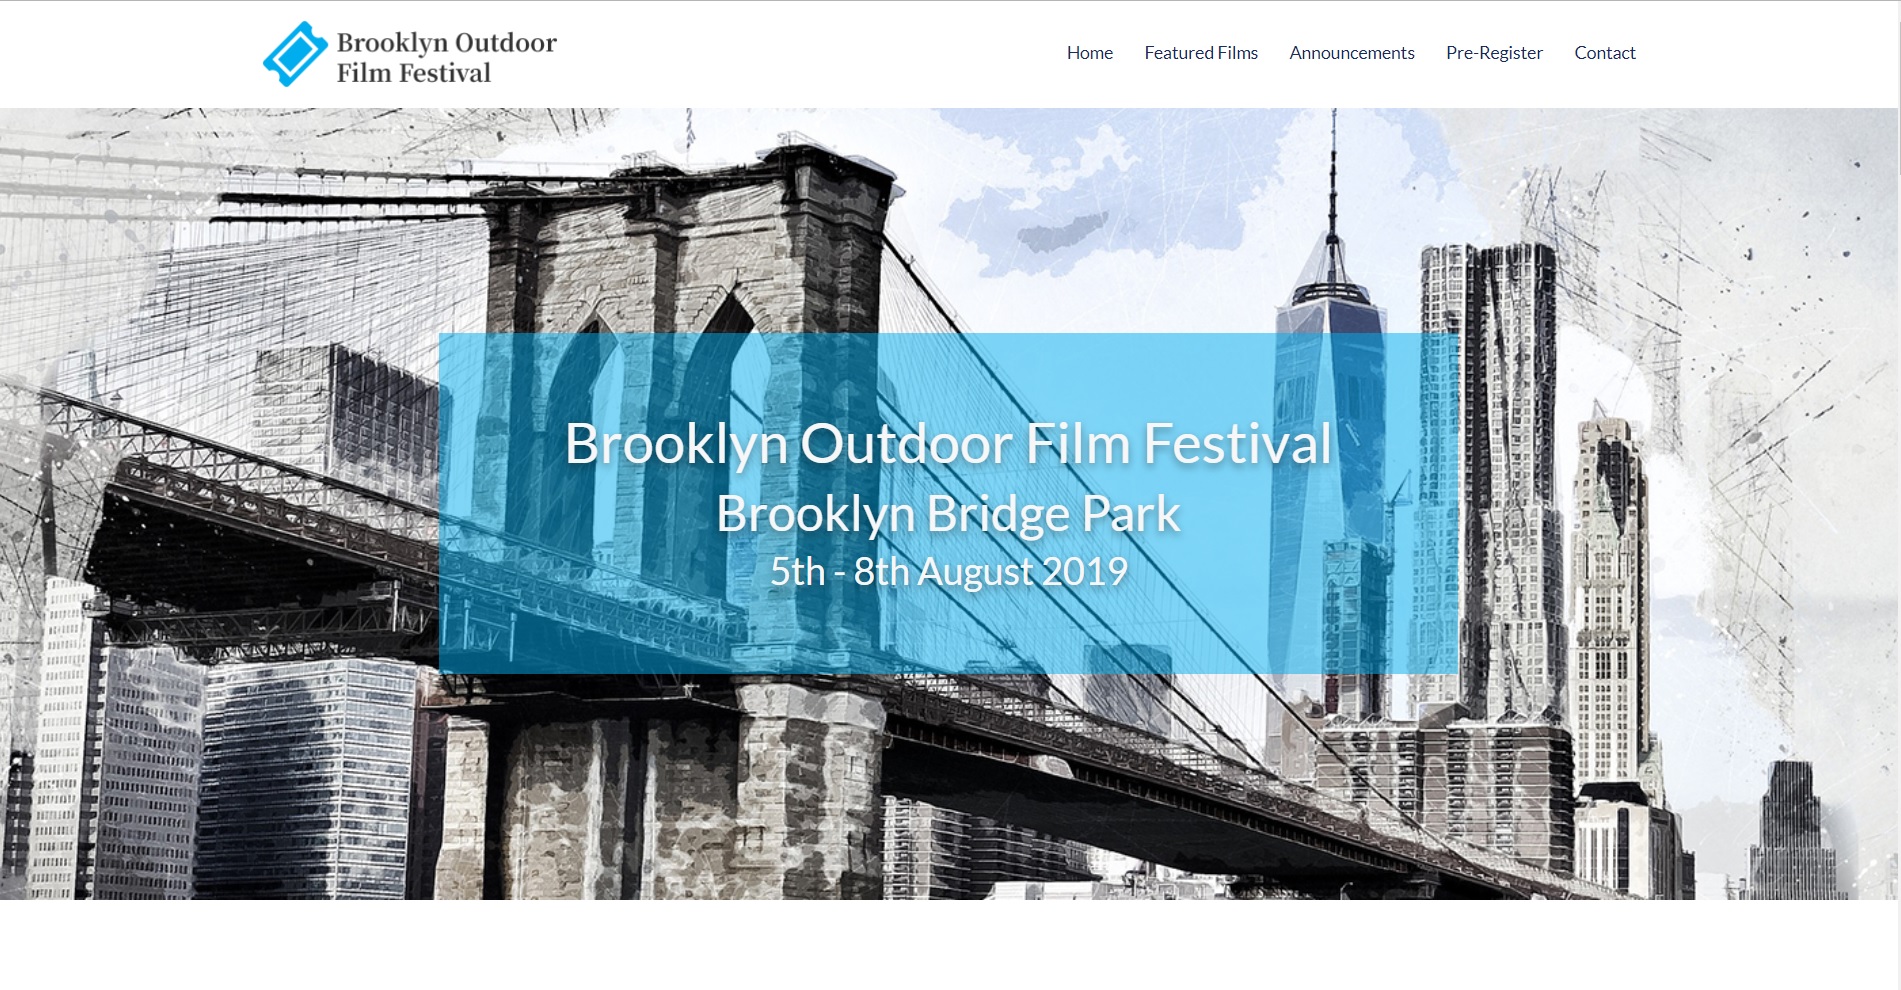 Brooklyn Outdoor
Film Festival
Home Featured Films Announcements Pre-Register Contact
Brooklyn Outdoor Film Festival
Brooklyn Bridge Park
5th - 8th August 2019